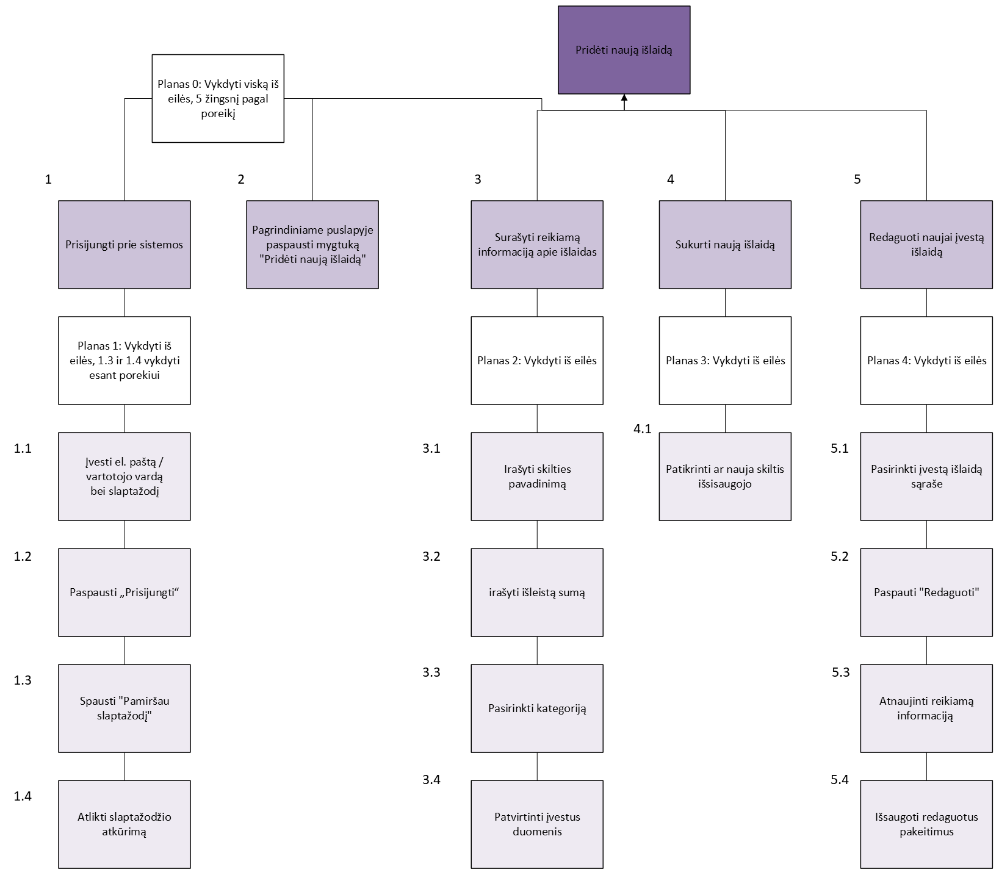 Pridėti naują išlaidą
Planas 0: Vykdyti viską iš
eilės, 5 žingsnį pagal
poreikį
1
2
3
4
5
Prisijungti prie sistemos
Pagrindiniame puslapyje
paspausti mygtuką
"Pridėti naują išlaidą"
Surašyti reikiamą
informaciją apie išlaidas
Sukurti naują išlaidą
Redaguoti naujai įvestą
išlaidą
Planas 1: Vykdyti iš
eilės, 1.3 ir 1.4 vykdyti
esant porekiui
Planas 2: Vykdyti iš eilės
Planas 3: Vykdyti iš eilės
Planas 4: Vykdyti iš eilės
1.1
Įvesti el. paštą /
vartotojo vardą
bei slaptažodį
3.1
Irašyti skilties
pavadinimą
4.1
Patikrinti ar nauja skiltis
išsisaugojo
5.1
Pasirinkti įvestą išlaidą
sąraše
1.2
Paspausti „Prisijungti“
3.2
irašyti išleistą sumą
5.2
Paspauti "Redaguoti"
1.3
Spausti "Pamiršau
slaptažodį"
3.3
Pasirinkti kategoriją
5.3
Atnaujinti reikiamą
informaciją
1.4
Atlikti slaptažodžio
atkūrimą
3.4
Patvirtinti įvestus
duomenis
5.4
Išsaugoti redaguotus
pakeitimus